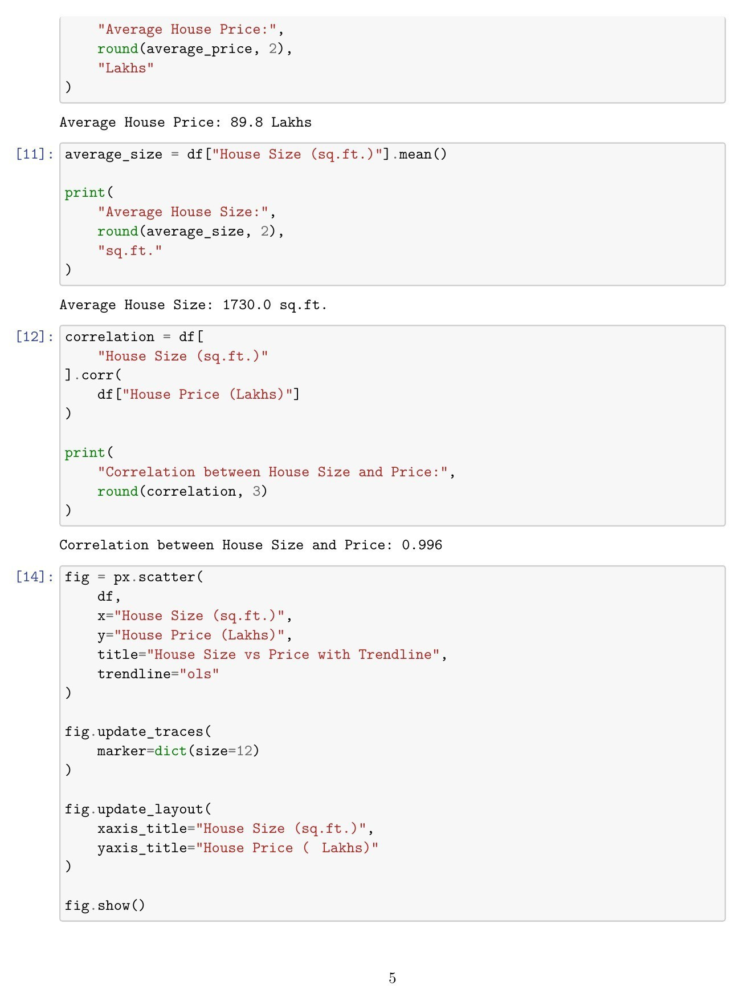 "Average House Price:",
    round(average_price, 2),
    "Lakhs"
)
Average House Price: 89.8 Lakhs
[11]: average_size = df["House Size (sq.ft.)"].mean()

print(
    "Average House Size:",
    round(average_size, 2),
    "sq.ft."
)
Average House Size: 1730.0 sq.ft.
[12]: correlation = df[
    "House Size (sq.ft.)"
].corr(
    df["House Price (Lakhs)"]
)

print(
    "Correlation between House Size and Price:",
    round(correlation, 3)
)
Correlation between House Size and Price: 0.996
[14]: fig = px.scatter(
    df,
    x="House Size (sq.ft.)",
    y="House Price (Lakhs)",
    title="House Size vs Price with Trendline",
    trendline="ols"
)

fig.update_traces(
    marker=dict(size=12)
)

fig.update_layout(
    xaxis_title="House Size (sq.ft.)",
    yaxis_title="House Price ( Lakhs)"
)

fig.show()
5